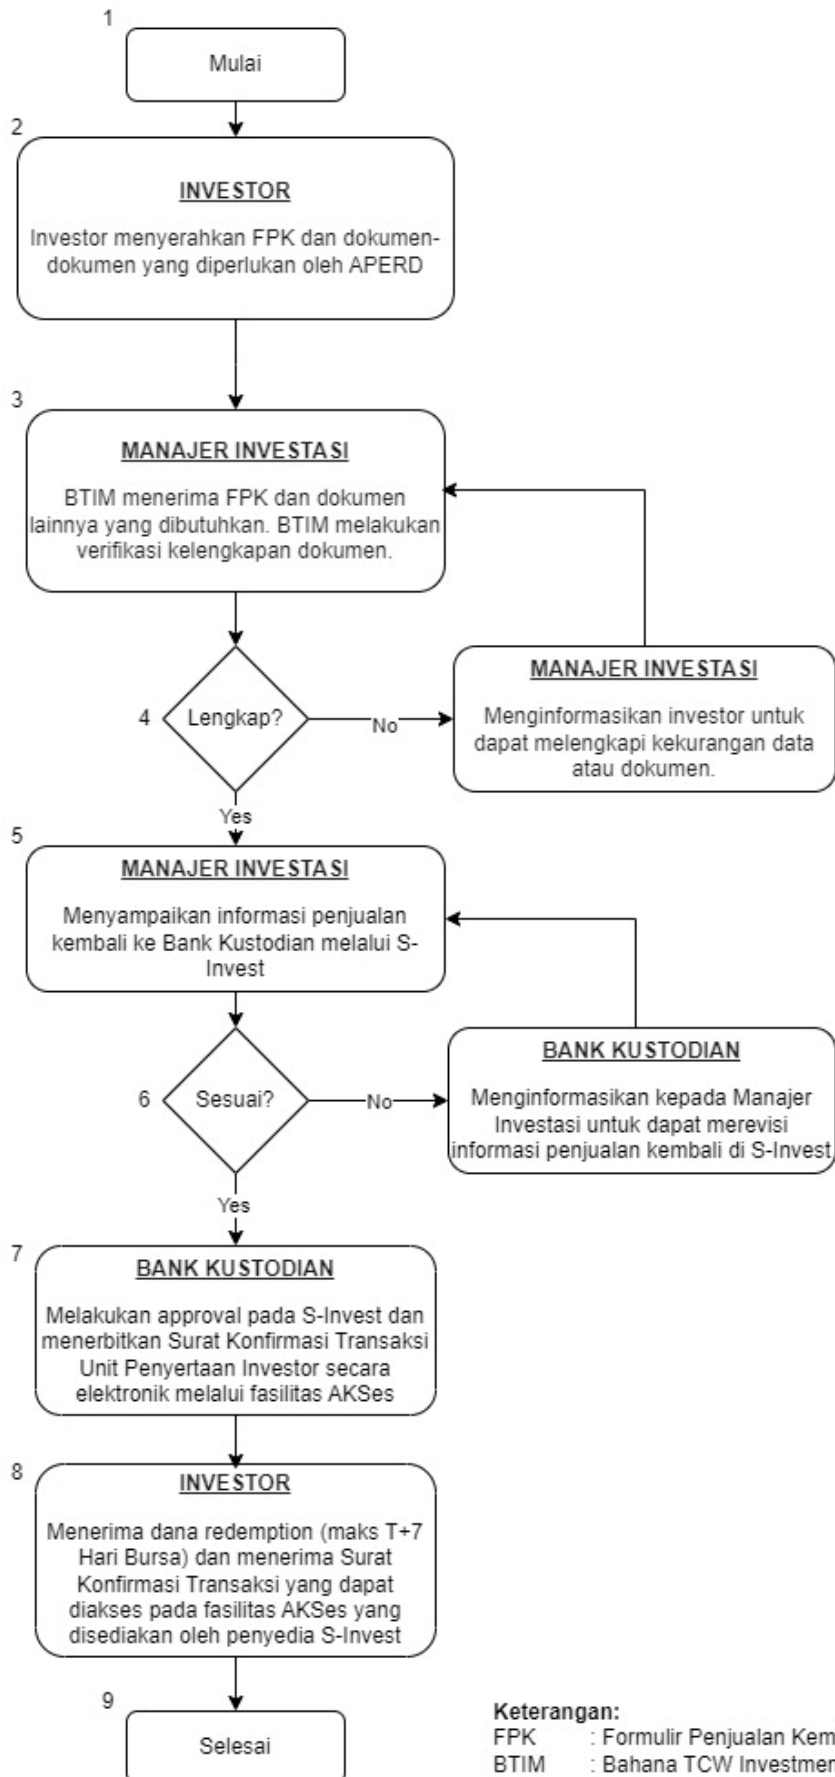 1
Mulai
2
INVESTOR
Investor menyerahkan FPK dan dokumen-
dokumen yang diperlukan oleh APERD
3
MANAJER INVESTASI
BTIM menerima FPK dan dokumen
lainnya yang dibutuhkan. BTIM melakukan
verifikasi kelengkapan dokumen.
MANAJER INVESTASI
Menginformasikan investor untuk
dapat melengkapi kekurangan data
atau dokumen.
4
Lengkap?
No
Yes
5
MANAJER INVESTASI
Menyampaikan informasi penjualan
kembali ke Bank Kustodian melalui S-
Invest
BANK KUSTODIAN
Menginformasikan kepada Manajer
Investasi untuk dapat merevisi
informasi penjualan kembali di S-Invest
6
Sesuai?
No
Yes
7
BANK KUSTODIAN
Melakukan approval pada S-Invest dan
menerbitkan Surat Konfirmasi Transaksi
Unit Penyertaan Investor secara
elektronik melalui fasilitas AKSes
8
INVESTOR
Menerima dana redemption (maks T+7
Hari Bursa) dan menerima Surat
Konfirmasi Transaksi yang dapat
diakses pada fasilitas AKSes yang
disediakan oleh penyedia S-Invest
9
Selesai
Keterangan:
FPK : Formulir Penjualan Kem
BTIM : Bahana TCW Investmen